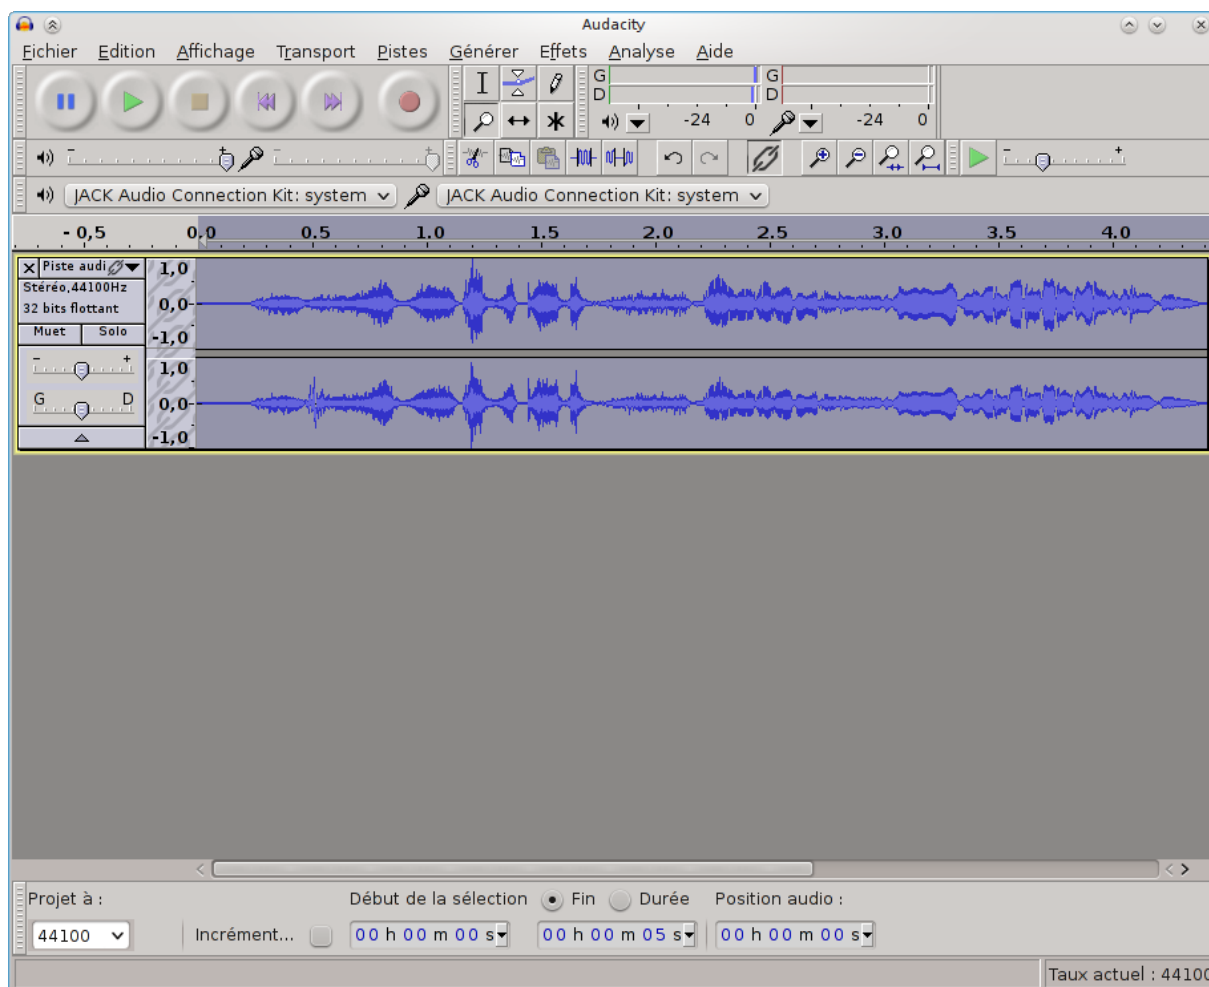 Audacity
Fichier Edition Affichage Transport Pistes Générer Effets Analyse Aide
G G
D D
-24 0 -24 0
- + - + - +
JACK Audio Connection Kit: system JACK Audio Connection Kit: system
- 0,5 0.0 0.5 1.0 1.5 2.0 2.5 3.0 3.5 4.0
Piste audi 1,0
Stéréo,44100Hz
32 bits flottant 0,0
Muet Solo -1,0
- + 1,0
G D 0,0
-1,0
Projet à : Début de la sélection Fin Durée Position audio :
44100 Incrément... 00 h 00 m 00 s 00 h 00 m 05 s 00 h 00 m 00 s
Taux actuel : 44100